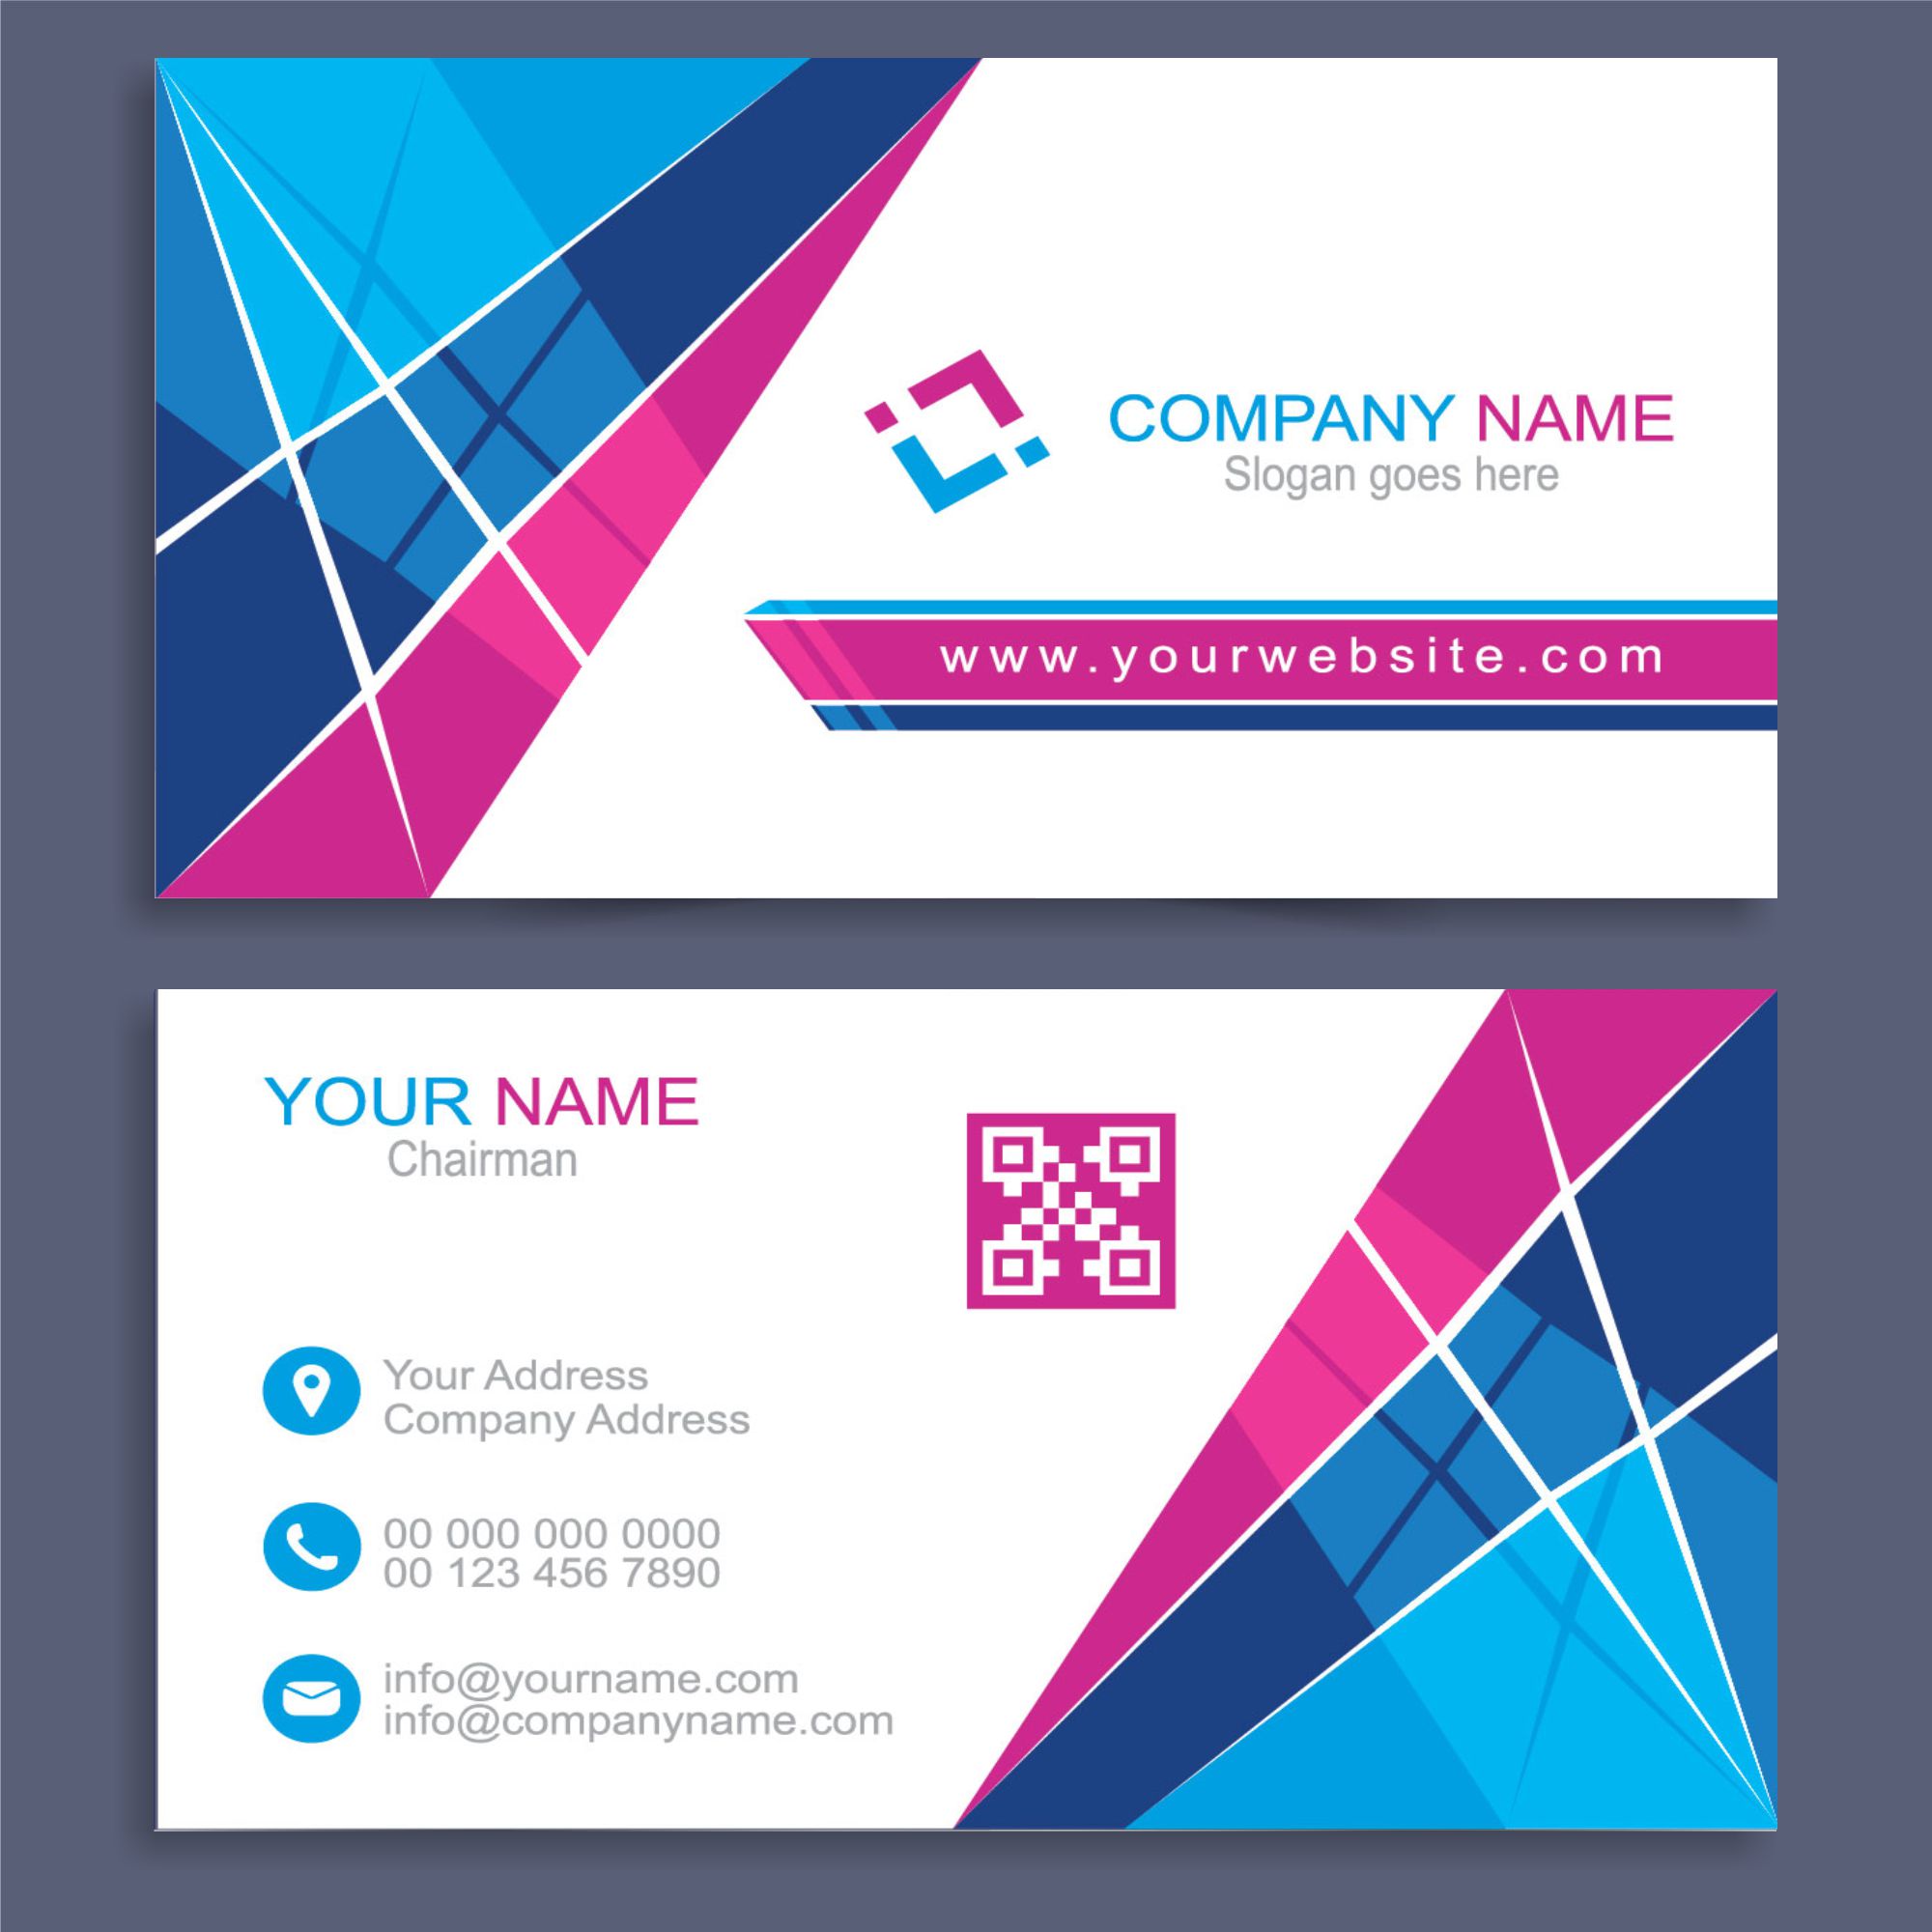 COMPANY NAME
Slogan goes here
www.yourwebsite.com
YOUR NAME
Chairman
Your Address
Company Address
00 000 000 0000
00 123 456 7890
info@yourname.com
info@companyname.com